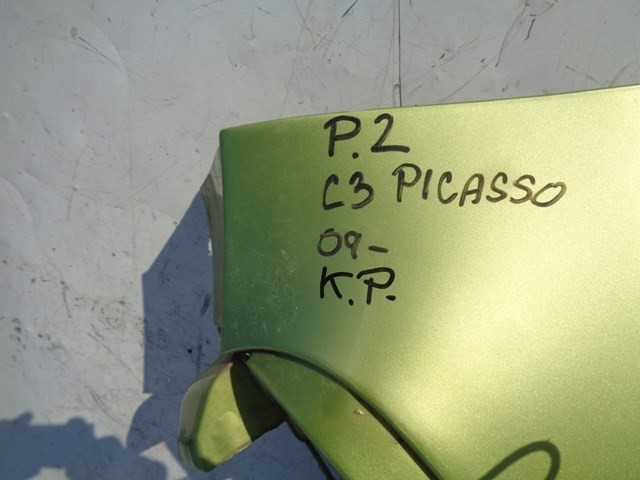 P.2
C3 PICASSO
09-
K.P.